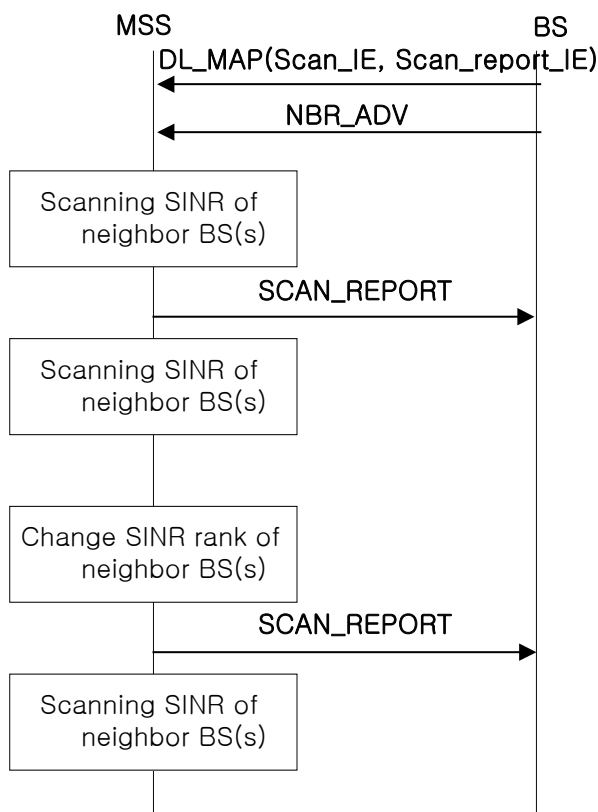 MSS
BS
DL_MAP(Scan_IE, Scan_report_IE)
NBR_ADV
Scanning SINR of
neighbor BS(s)
SCAN_REPORT
Scanning SINR of
neighbor BS(s)
Change SINR rank of
neighbor BS(s)
SCAN_REPORT
Scanning SINR of
neighbor BS(s)